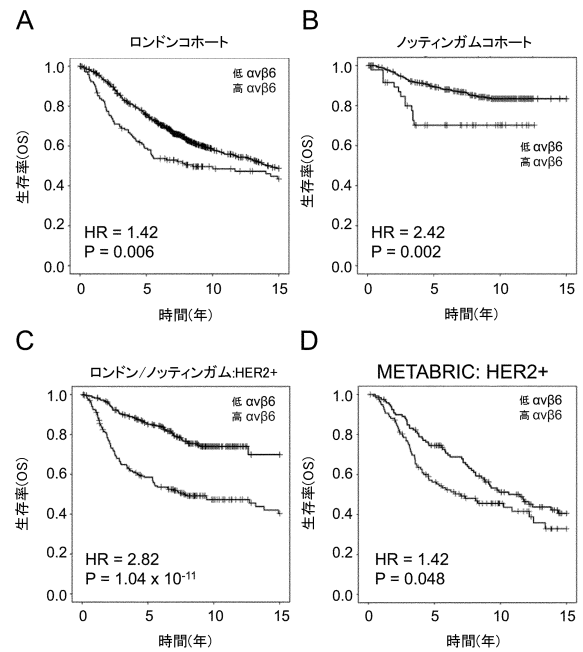 A
ロンドンコホート
低 αvβ6
高 αvβ6
1.0
0.8
0.6
0.4
0.2
0.0
生存率(OS)
HR = 1.42
P = 0.006
0 5 10 15
時間(年)
B
ノッティンガムコホート
1.0
0.8
0.6
0.4
0.2
0.0
生存率(OS)
低 αvβ6
高 αvβ6
HR = 2.42
P = 0.002
0 5 10 15
時間(年)
C
ロンドン/ノッティンガム:HER2+
低 αvβ6
高 αvβ6
1.0
0.8
0.6
0.4
0.2
0.0
生存率(OS)
HR = 2.82
P = 1.04 x 10-11
0 5 10 15
時間(年)
D
METABRIC: HER2+
低 αvβ6
高 αvβ6
1.0
0.8
0.6
0.4
0.2
0.0
生存率(OS)
HR = 1.42
P = 0.048
0 5 10 15
時間(年)